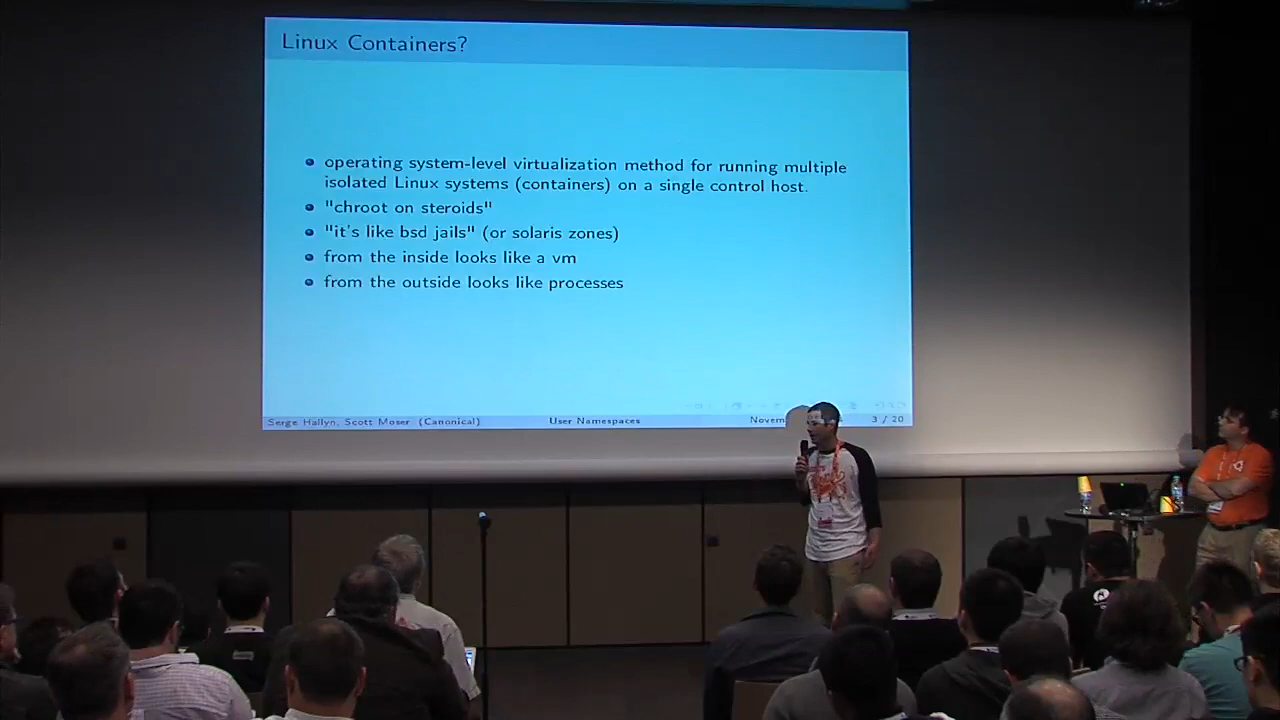 Linux Containers?
operating system-level virtualization method for running multiple
isolated Linux systems (containers) on a single control host.
"chroot on steroids"
"it's like bsd jails" (or solaris zones)
from the inside looks like a vm
from the outside looks like processes
Serge Hallyn, Scott Moser (Canonical) User Namespaces 3 / 20